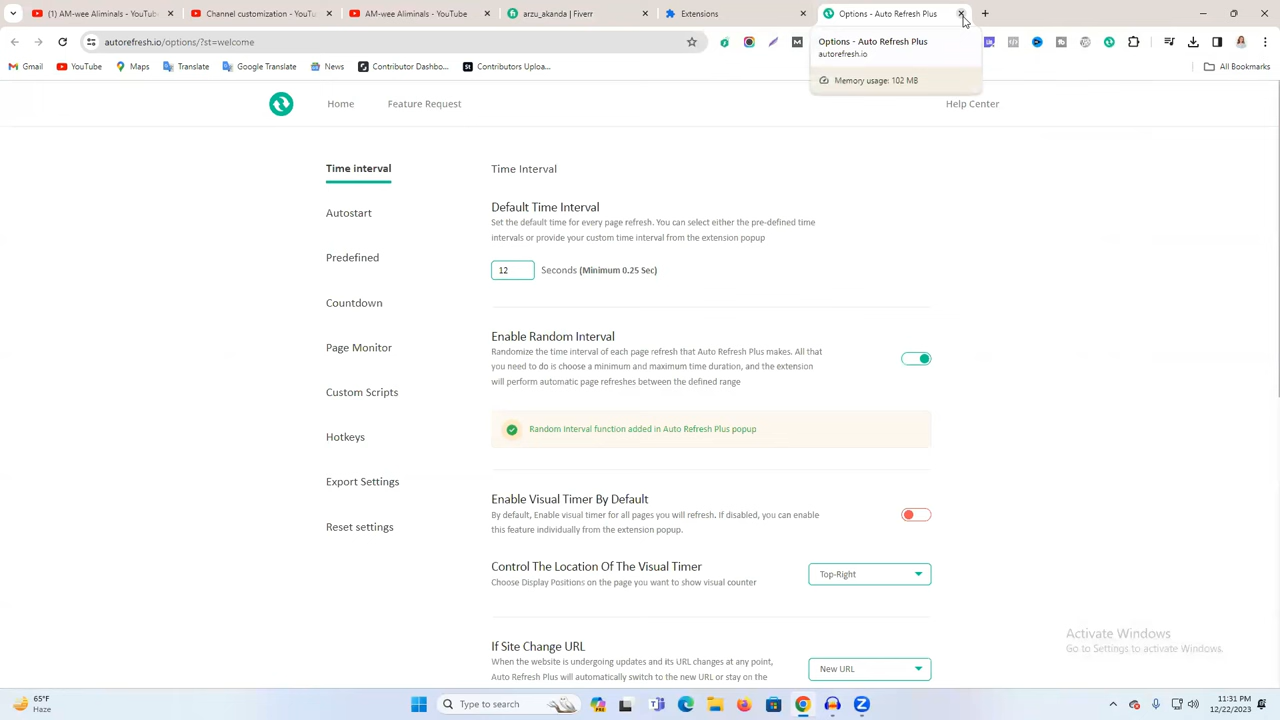 AM-wee Aliminals - YouTube
Channel customization - YouTub
AM-wee Aliminals - YouTube
arzu_akanda | Fiverr
Extensions
Options - Auto Refresh Plus
autorefresh.io/options/?st=welcome
Options - Auto Refresh Plus
autorefresh.io
Memory usage: 102 MB
Gmail
YouTube
Maps
Translate
Google Translate
News
Contributor Dashbo...
Contributors Uploa...
All Bookmarks
Home
Feature Request
Help Center
Time interval
Autostart
Predefined
Countdown
Page Monitor
Custom Scripts
Hotkeys
Export Settings
Reset settings
Time Interval
Default Time Interval
Set the default time for every page refresh. You can select either the pre-defined time
intervals or provide your custom time interval from the extension popup
12 Seconds (Minimum 0.25 Sec)
Enable Random Interval
Randomize the time interval of each page refresh that Auto Refresh Plus makes. All that
you need to do is choose a minimum and maximum time duration, and the extension
will perform automatic page refreshes between the defined range
Random Interval function added in Auto Refresh Plus popup
Enable Visual Timer By Default
By default, Enable visual timer for all pages you will refresh. If disabled, you can enable
this feature individually from the extension popup.
Control The Location Of The Visual Timer
Choose Display Positions on the page you want to show visual counter
Top-Right
If Site Change URL
When the website is undergoing updates and its URL changes at any point,
Auto Refresh Plus will automatically switch to the new URL or stay on the
New URL
Activate Windows
Go to Settings to activate Windows.
65°F
Haze
Type to search
11:31 PM
12/22/2023